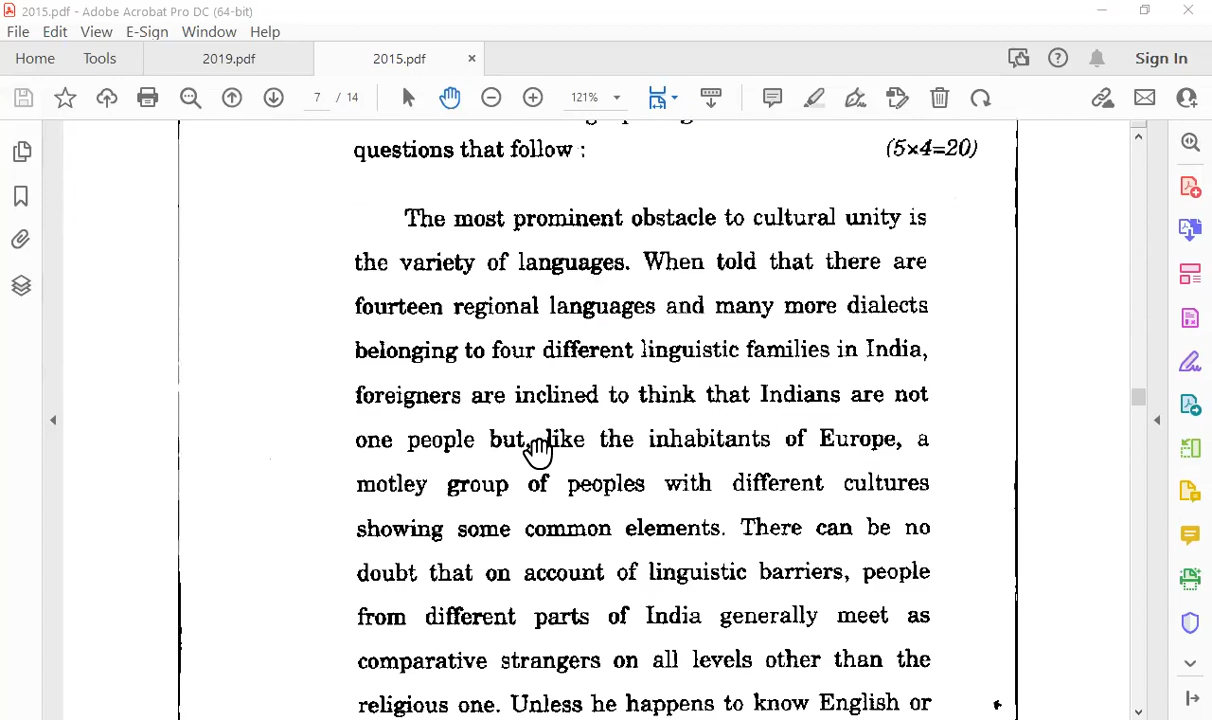 2015.pdf - Adobe Acrobat Pro DC (64-bit)
File Edit View E-Sign Window Help
Home Tools 2019.pdf 2015.pdf × Sign In
7 / 14 121%
questions that follow : (5×4=20)
The most prominent obstacle to cultural unity is
the variety of languages. When told that there are
fourteen regional languages and many more dialects
belonging to four different linguistic families in India,
foreigners are inclined to think that Indians are not
one people but, like the inhabitants of Europe, a
motley group of peoples with different cultures
showing some common elements. There can be no
doubt that on account of linguistic barriers, people
from different parts of India generally meet as
comparative strangers on all levels other than the
religious one. Unless he happens to know English or